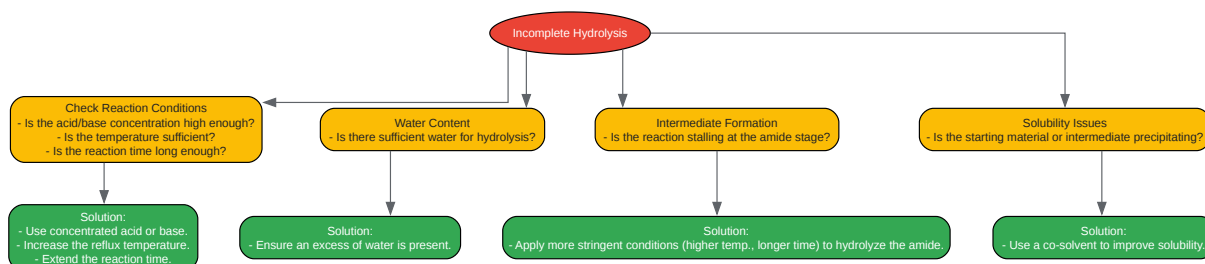 Incomplete Hydrolysis
Check Reaction Conditions
- Is the acid/base concentration high enough?
- Is the temperature sufficient?
- Is the reaction time long enough?
Water Content
- Is there sufficient water for hydrolysis?
Intermediate Formation
- Is the reaction stalling at the amide stage?
Solubility Issues
- Is the starting material or intermediate precipitating?
Solution:
- Use concentrated acid or base.
- Increase the reflux temperature.
- Extend the reaction time.
Solution:
- Ensure an excess of water is present.
Solution:
- Apply more stringent conditions (higher temp., longer time) to hydrolyze the amide.
Solution:
- Use a co-solvent to improve solubility.